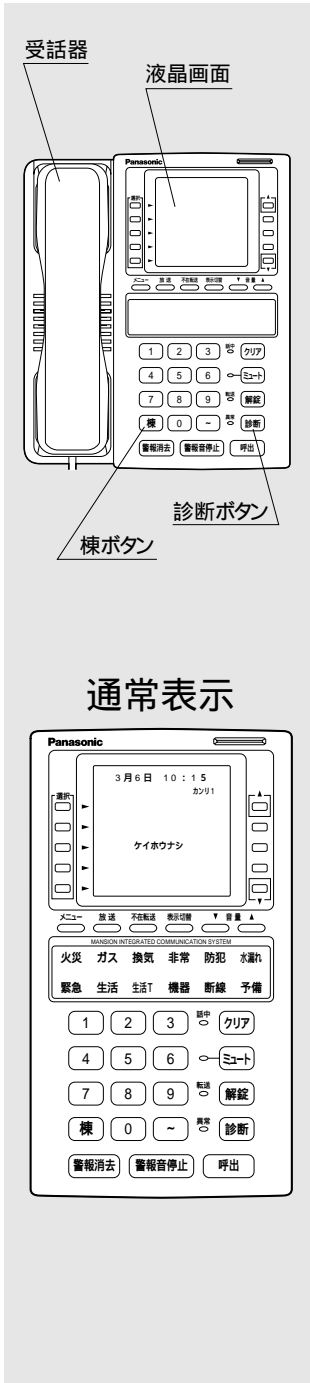 受話器
液晶画面
Panasonic
選択
メニュー 放送 不在転送 表示切替 ▼ 音量 ▲
1 2 3 話中 クリア
4 5 6 ミュート
7 8 9 転送 解錠
棟 0 ~ 異常 診断
警報消去 警報音停止 呼出
診断ボタン
棟ボタン
通常表示
Panasonic
3月6日 10:15
カンリ1
選択
ケイホウナシ
メニュー 放送 不在転送 表示切替 ▼ 音量 ▲
MANSION INTEGRATED COMMUNICATION SYSTEM
火災 ガス 換気 非常 防犯 水漏れ
緊急 生活 生活T 機器 断線 予備
1 2 3 話中 クリア
4 5 6 ミュート
7 8 9 転送 解錠
棟 0 ~ 異常 診断
警報消去 警報音停止 呼出